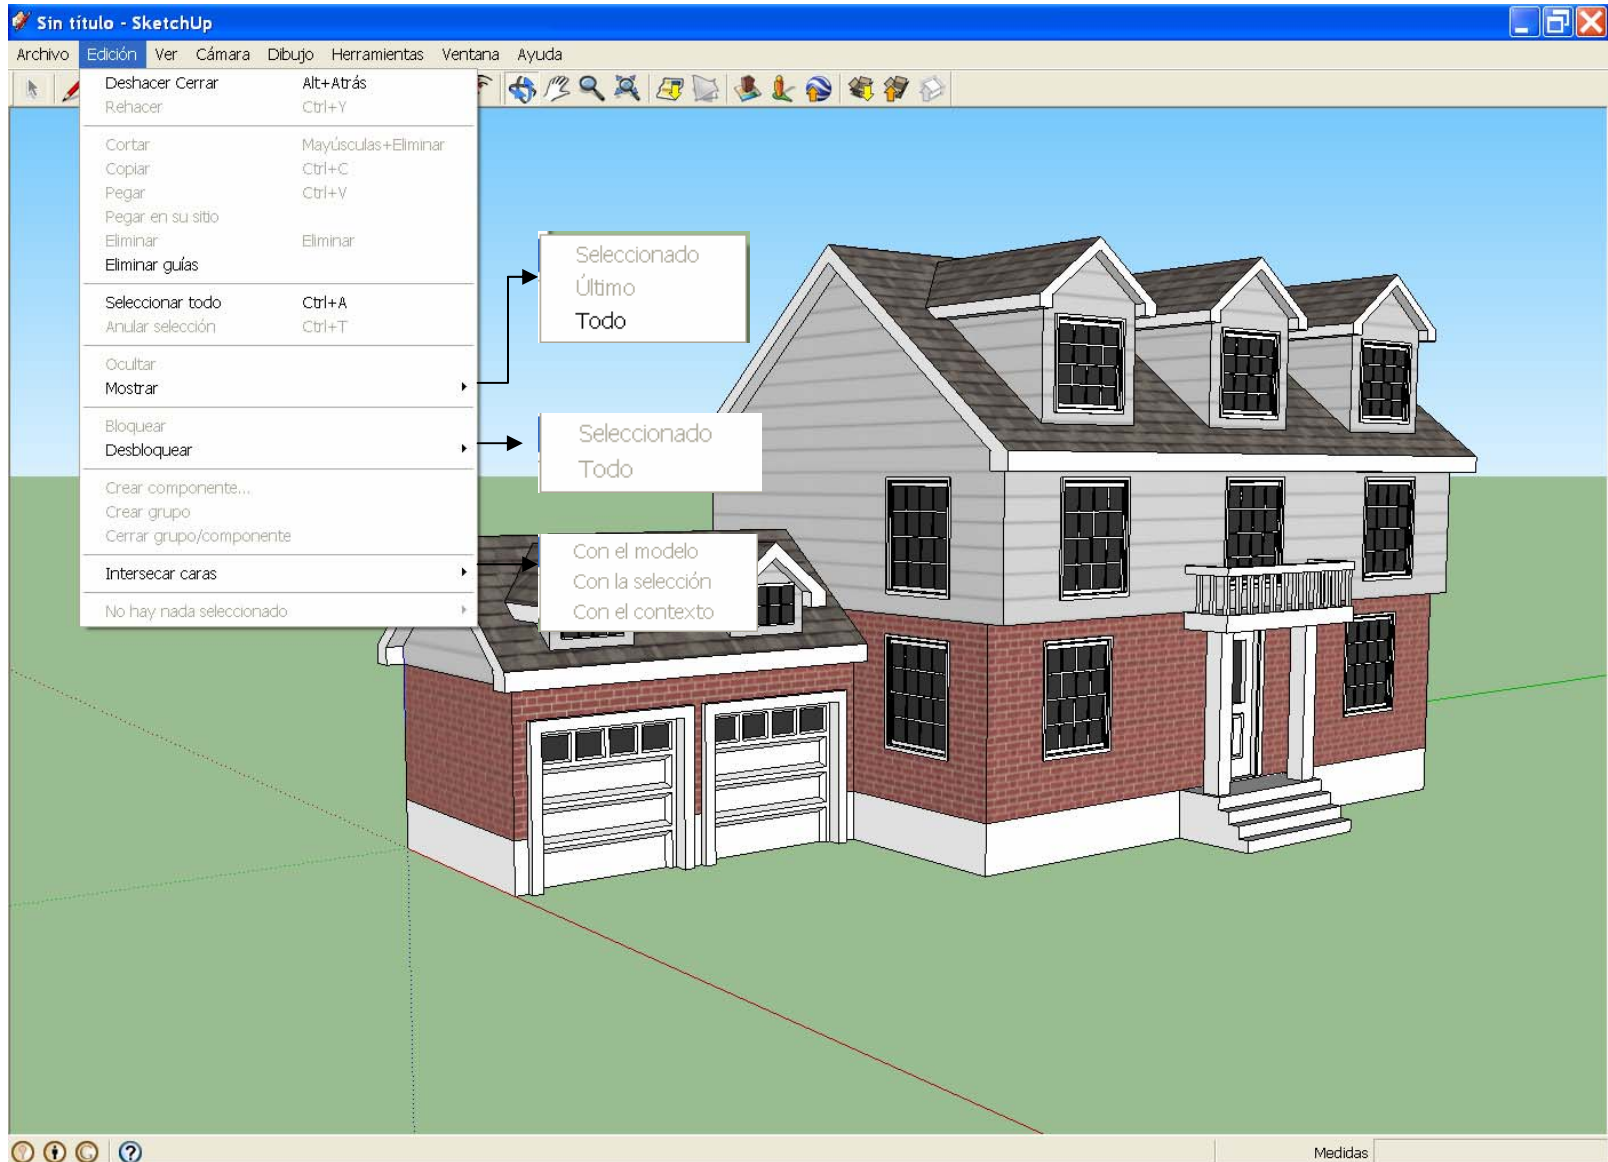 Sin título - SketchUp
Archivo Edición Ver Cámara Dibujo Herramientas Ventana Ayuda
Deshacer Cerrar Alt+Atrás
Rehacer Ctrl+Y
Cortar Mayúsculas+Eliminar
Copiar Ctrl+C
Pegar Ctrl+V
Pegar en su sitio
Eliminar Eliminar
Eliminar guías
Seleccionar todo Ctrl+A
Anular selección Ctrl+T
Ocultar
Mostrar
Bloquear
Desbloquear
Crear componente...
Crear grupo
Cerrar grupo/componente
Intersecar caras
No hay nada seleccionado
Seleccionado
Último
Todo
Seleccionado
Todo
Con el modelo
Con la selección
Con el contexto
Medidas